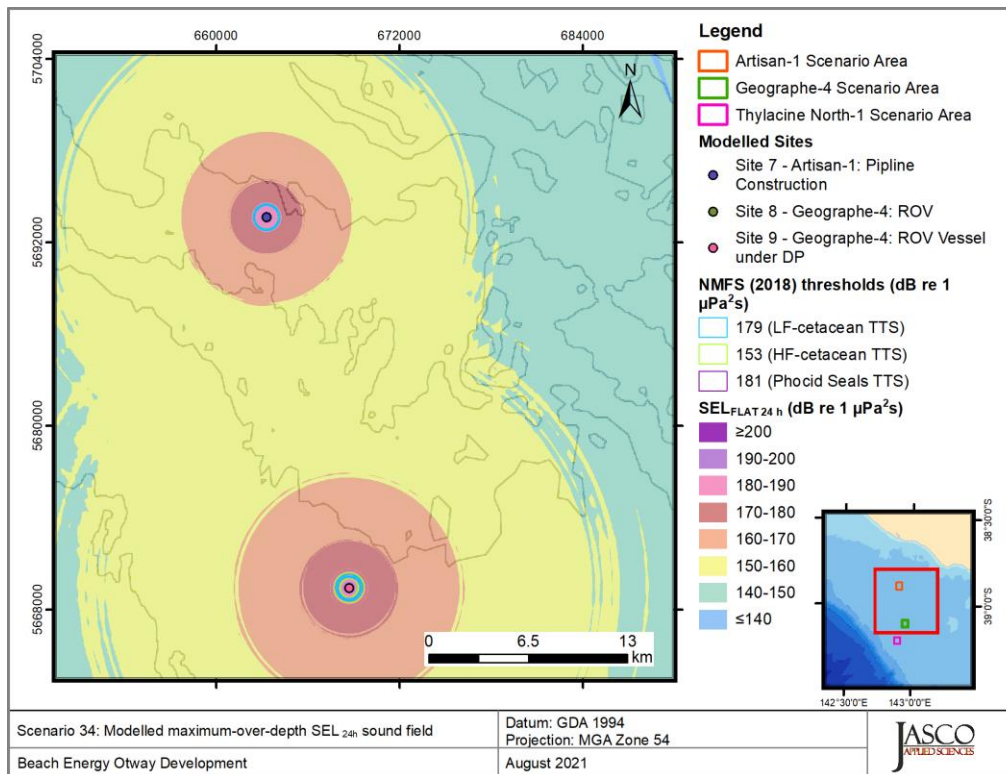 660000
672000
684000
5704000
5692000
5680000
5668000
N
0
6.5
13
km
Legend
Artisan-1 Scenario Area
Geographe-4 Scenario Area
Thylacine North-1 Scenario Area
Modelled Sites
Site 7 - Artisan-1: Pipline
Construction
Site 8 - Geographe-4: ROV
Site 9 - Geographe-4: ROV Vessel
under DP
NMFS (2018) thresholds (dB re 1
µPa²s)
179 (LF-cetacean TTS)
153 (HF-cetacean TTS)
181 (Phocid Seals TTS)
SEL FLAT 24 h (dB re 1 µPa²s)
≥200
190-200
180-190
170-180
160-170
150-160
140-150
≤140
38°30'0"S
39°0'0"S
142°30'0"E
143°0'0"E
Scenario 34: Modelled maximum-over-depth SEL 24h sound field
Datum: GDA 1994
Projection: MGA Zone 54
Beach Energy Otway Development
August 2021
JASCO
APPLIED SCIENCES